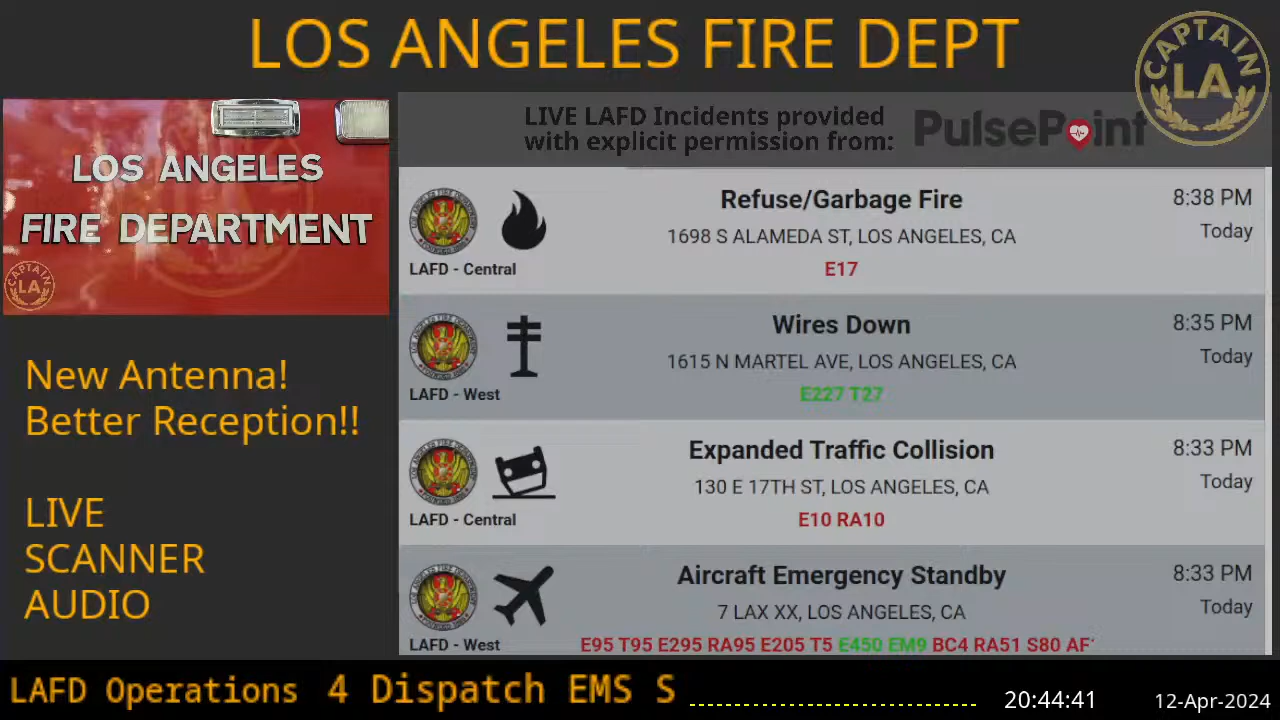 LOS ANGELES FIRE DEPT
CAPTAIN
LA
LOS ANGELES
FIRE DEPARTMENT
CAPTAIN
LA
LIVE LAFD Incidents provided
with explicit permission from:
PulsePoint
Refuse/Garbage Fire
8:38 PM
1698 S ALAMEDA ST, LOS ANGELES, CA
Today
LAFD - Central
E17
Wires Down
8:35 PM
1615 N MARTEL AVE, LOS ANGELES, CA
Today
LAFD - West
E227 T27
Expanded Traffic Collision
8:33 PM
130 E 17TH ST, LOS ANGELES, CA
Today
LAFD - Central
E10 RA10
Aircraft Emergency Standby
8:33 PM
7 LAX XX, LOS ANGELES, CA
Today
LAFD - West
E95 T95 E295 RA95 E205 T5 E450 EM9 BC4 RA51 S80 AF
New Antenna!
Better Reception!!
LIVE
SCANNER
AUDIO
LAFD Operations 4 Dispatch EMS S
20:44:41
12-Apr-2024